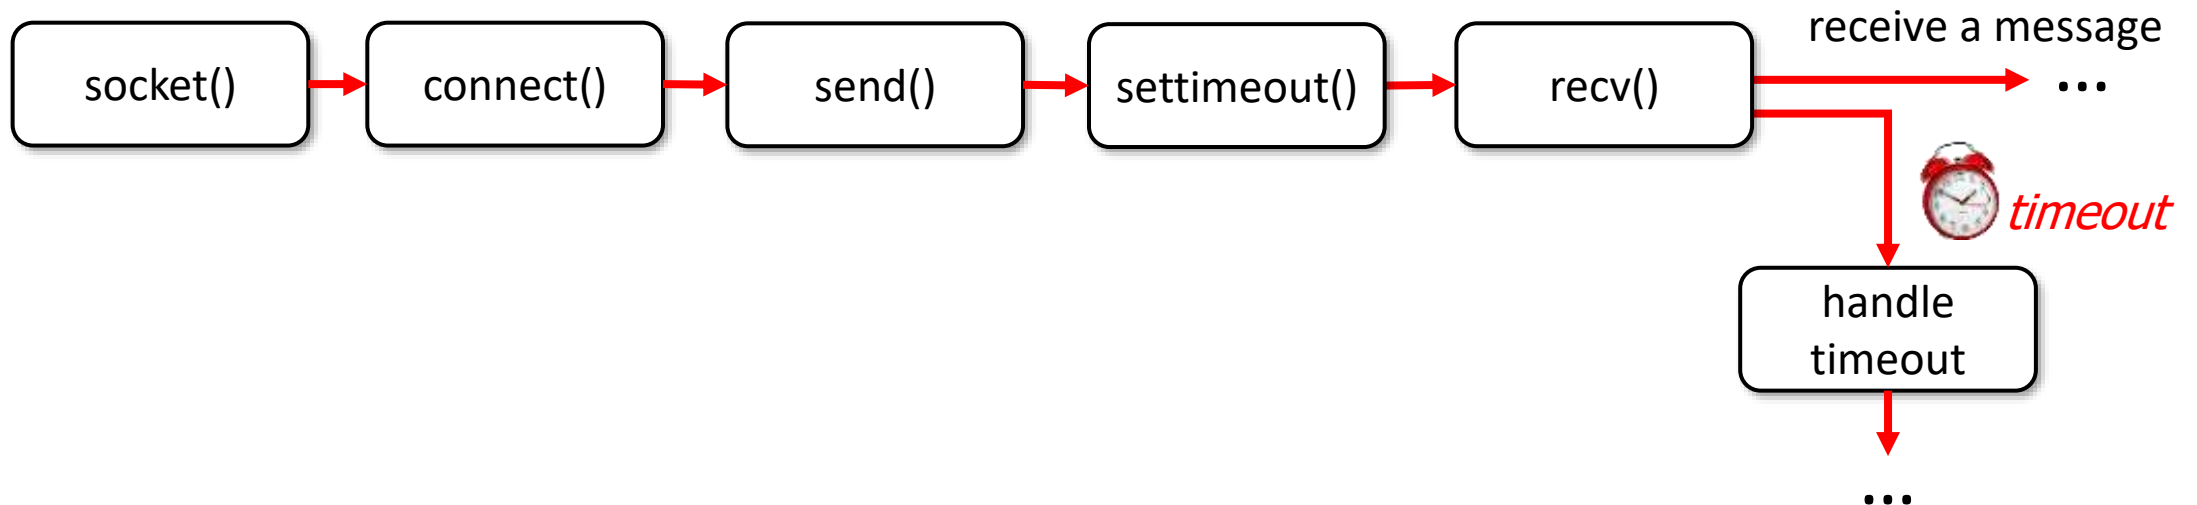 receive a message
socket()
connect()
send()
settimeout()
recv()
...
timeout
handle
timeout
...